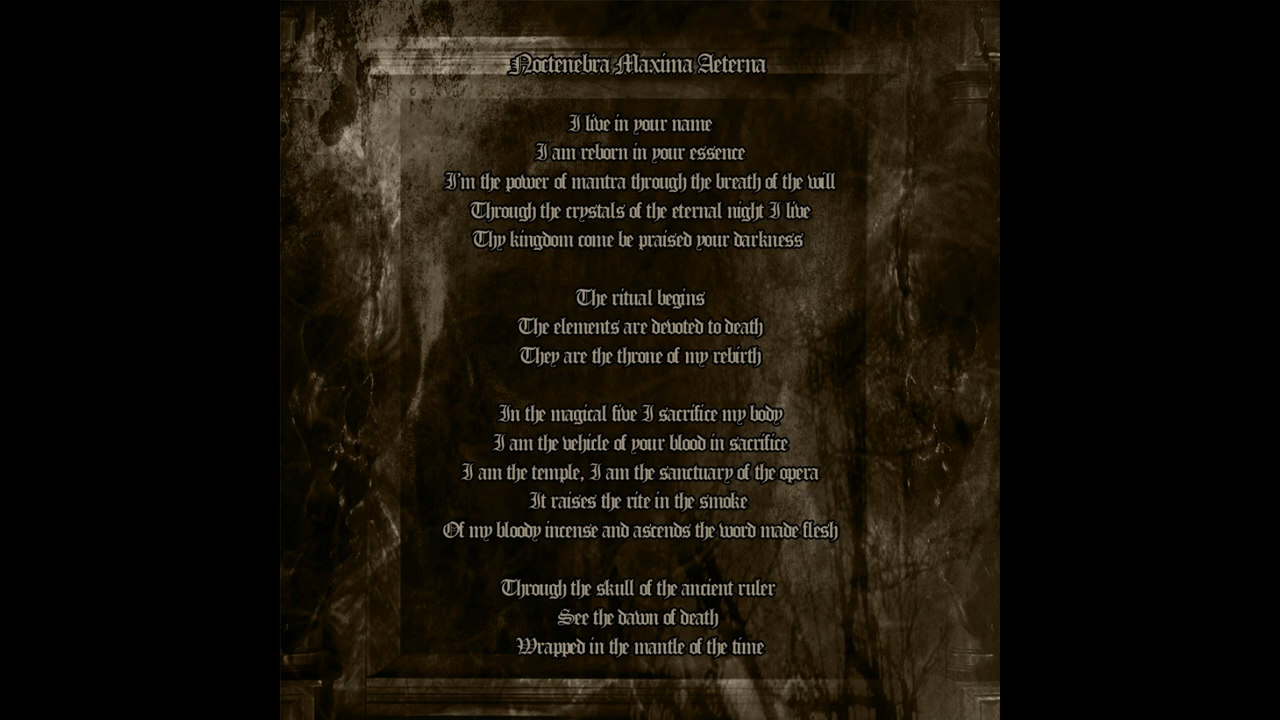 Noctenebra Maxima Aeterna
I live in your name
I am reborn in your essence
I'm the power of mantra through the breath of the will
Through the crystals of the eternal night I live
Thy kingdom come be praised your darkness
The ritual begins
The elements are devoted to death
They are the throne of my rebirth
In the magical five I sacrifice my body
I am the vehicle of your blood in sacrifice
I am the temple, I am the sanctuary of the opera
It raises the rite in the smoke
Of my bloody incense and ascends the word made flesh
Through the skull of the ancient ruler
See the dawn of death
Wrapped in the mantle of the time